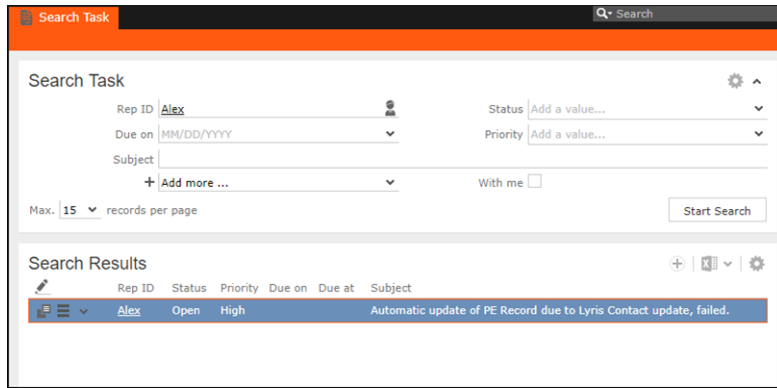 Search Task
Search
Search Task
Rep ID Alex
Status Add a value...
Due on MM/DD/YYYY
Priority Add a value...
Subject
+ Add more ...
With me
Max. 15 records per page
Start Search
Search Results
Rep ID Status Priority Due on Due at Subject
Alex Open High Automatic update of PE Record due to Lyris Contact update, failed.